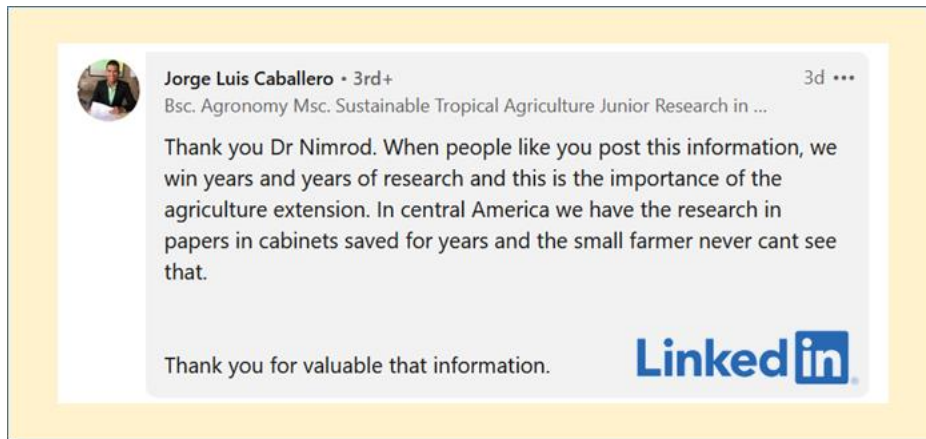 Jorge Luis Caballero • 3rd+
3d •••
Bsc. Agronomy Msc. Sustainable Tropical Agriculture Junior Research in ...
Thank you Dr Nimrod. When people like you post this information, we
win years and years of research and this is the importance of the
agriculture extension. In central America we have the research in
papers in cabinets saved for years and the small farmer never cant see
that.
Thank you for valuable that information.
Linked in